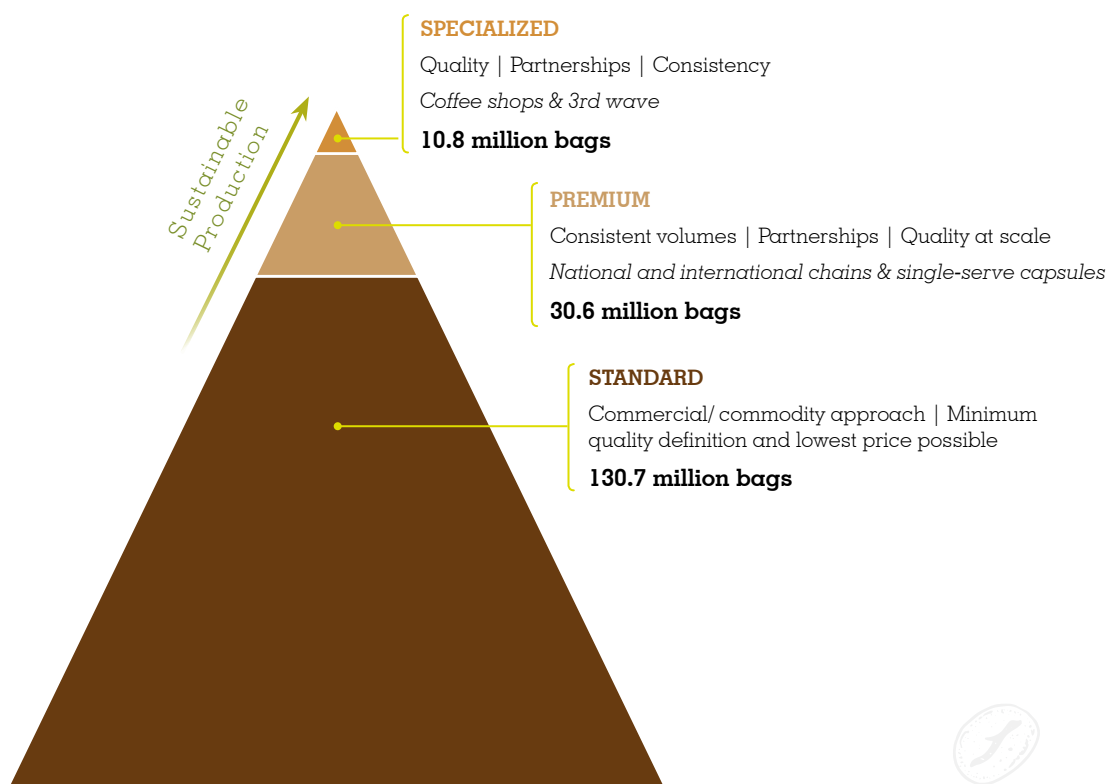 Sustainable
Production
SPECIALIZED
Quality | Partnerships | Consistency
Coffee shops & 3rd wave
10.8 million bags
PREMIUM
Consistent volumes | Partnerships | Quality at scale
National and international chains & single-serve capsules
30.6 million bags
STANDARD
Commercial/ commodity approach | Minimum
quality definition and lowest price possible
130.7 million bags